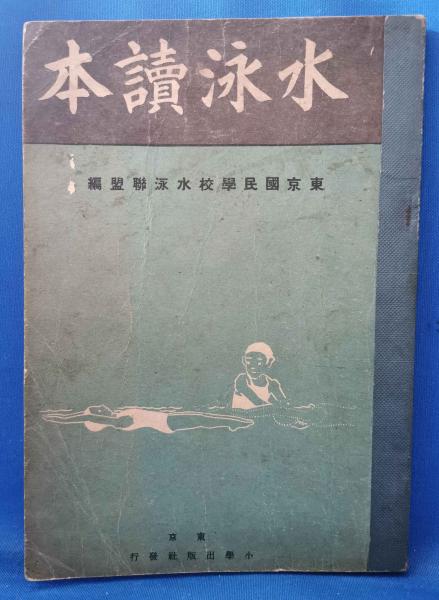 水泳讀本
東京國民學校水泳聯盟編
東京
小學出版社發行